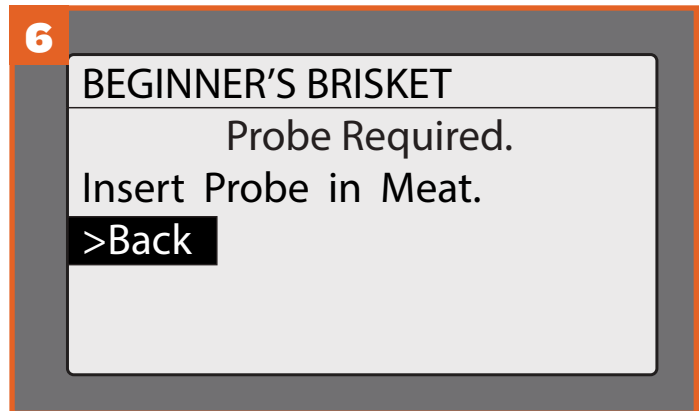 6
BEGINNER’S BRISKET
Probe Required.
Insert Probe in Meat.
>Back